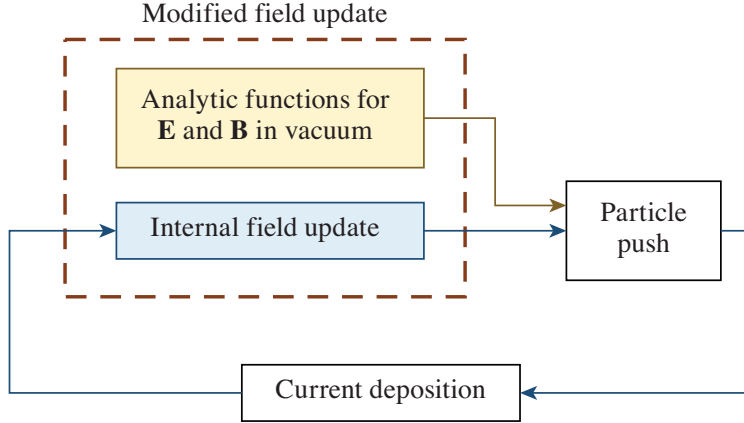 Modified field update
Analytic functions for
E and B in vacuum
Internal field update
Particle
push
Current deposition